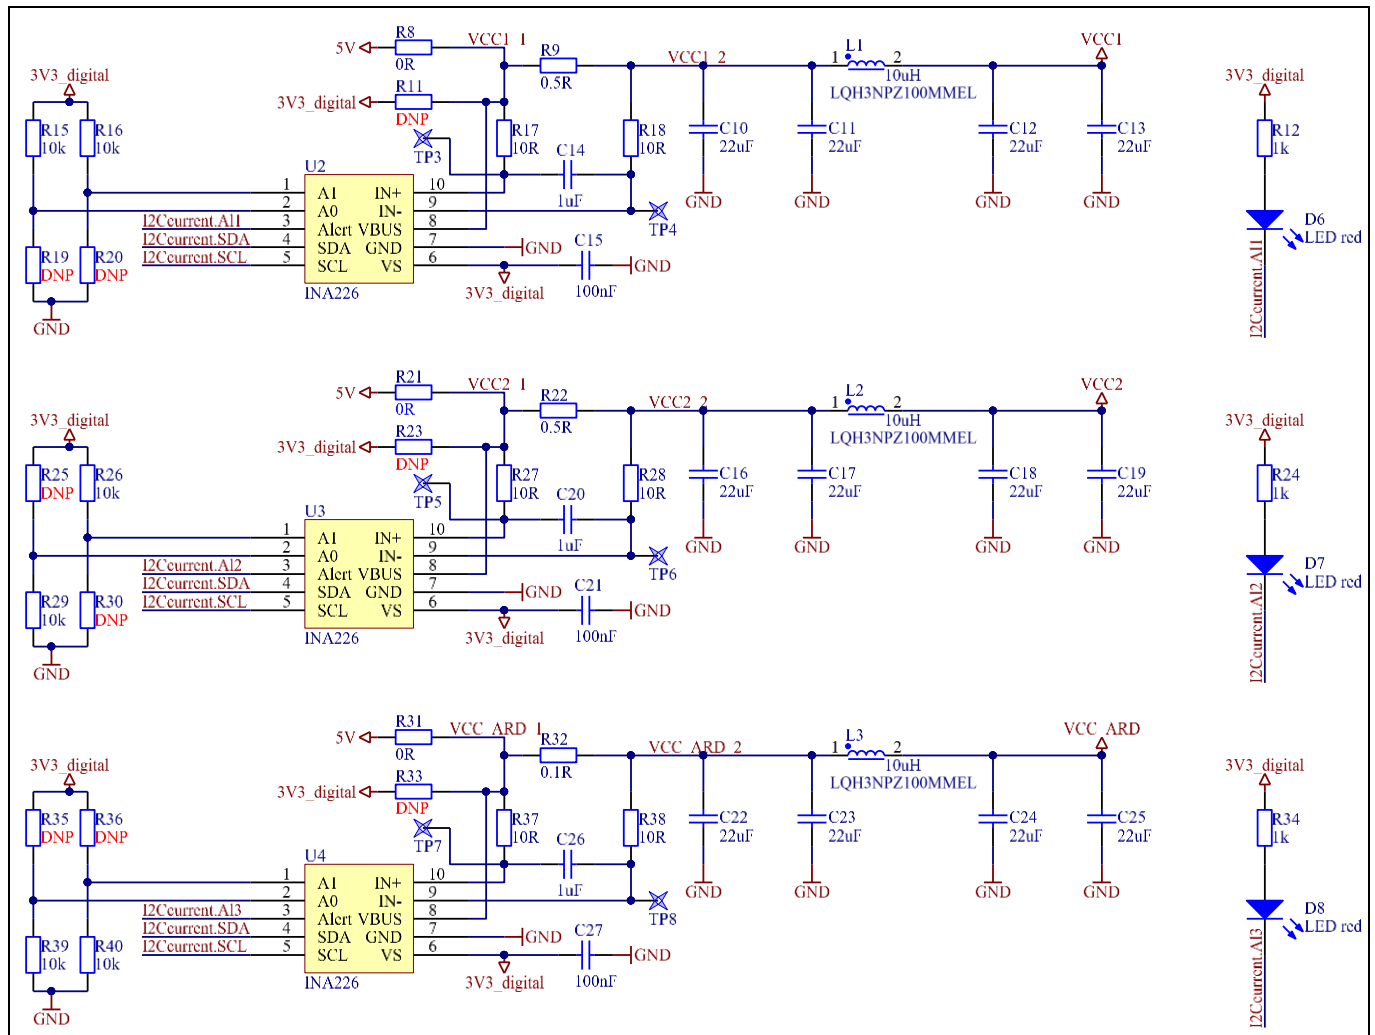 R8
5V
0R
VCC1_1
R9
0.5R
VCC1_2
1
L1
2
10uH
LQH3NPZ100MMEL
VCC1
3V3_digital
R11
DNP
3V3_digital
3V3_digital
R15
10k
R16
10k
TP3
R17
10R
C14
1uF
R18
10R
C10
22uF
C11
22uF
C12
22uF
C13
22uF
R12
1k
GND
GND
GND
GND
U2
1
A1
IN+
10
2
A0
IN-
9
I2Ccurrent.Al1
3
Alert
VBUS
8
I2Ccurrent.SDA
4
SDA
GND
7
I2Ccurrent.SCL
5
SCL
VS
6
INA226
TP4
GND
C15
100nF
GND
3V3_digital
R19
DNP
R20
DNP
GND
D6
LED red
I2Ccurrent.Al1
R21
5V
0R
VCC2_1
R22
0.5R
VCC2_2
1
L2
2
10uH
LQH3NPZ100MMEL
VCC2
3V3_digital
R23
DNP
3V3_digital
3V3_digital
R25
DNP
R26
10k
TP5
R27
10R
C20
1uF
R28
10R
C16
22uF
C17
22uF
C18
22uF
C19
22uF
R24
1k
GND
GND
GND
GND
U3
1
A1
IN+
10
2
A0
IN-
9
I2Ccurrent.Al2
3
Alert
VBUS
8
I2Ccurrent.SDA
4
SDA
GND
7
I2Ccurrent.SCL
5
SCL
VS
6
INA226
TP6
GND
C21
100nF
GND
3V3_digital
R29
10k
R30
DNP
GND
D7
LED red
I2Ccurrent.Al2
R31
5V
0R
VCC_ARD_1
R32
0.1R
VCC_ARD_2
1
L3
2
10uH
LQH3NPZ100MMEL
VCC_ARD
3V3_digital
R33
DNP
3V3_digital
3V3_digital
R35
DNP
R36
DNP
TP7
R37
10R
C26
1uF
R38
10R
C22
22uF
C23
22uF
C24
22uF
C25
22uF
R34
1k
GND
GND
GND
GND
U4
1
A1
IN+
10
2
A0
IN-
9
I2Ccurrent.Al3
3
Alert
VBUS
8
I2Ccurrent.SDA
4
SDA
GND
7
I2Ccurrent.SCL
5
SCL
VS
6
INA226
TP8
GND
C27
100nF
GND
3V3_digital
R39
10k
R40
10k
GND
D8
LED red
I2Ccurrent.Al3